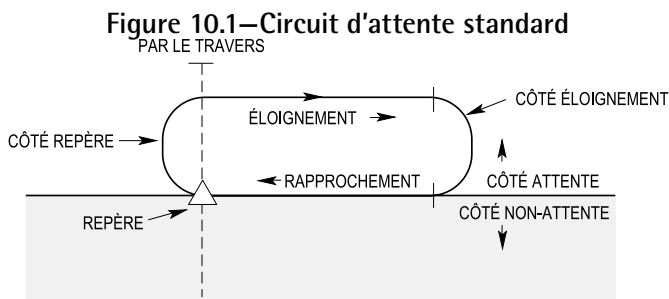 Figure 10.1—Circuit d'attente standard
PAR LE TRAVERS
ÉLOIGNEMENT
CÔTÉ ÉLOIGNEMENT
CÔTÉ REPÈRE
RAPPROCHEMENT
CÔTÉ ATTENTE
REPÈRE
CÔTÉ NON-ATTENTE